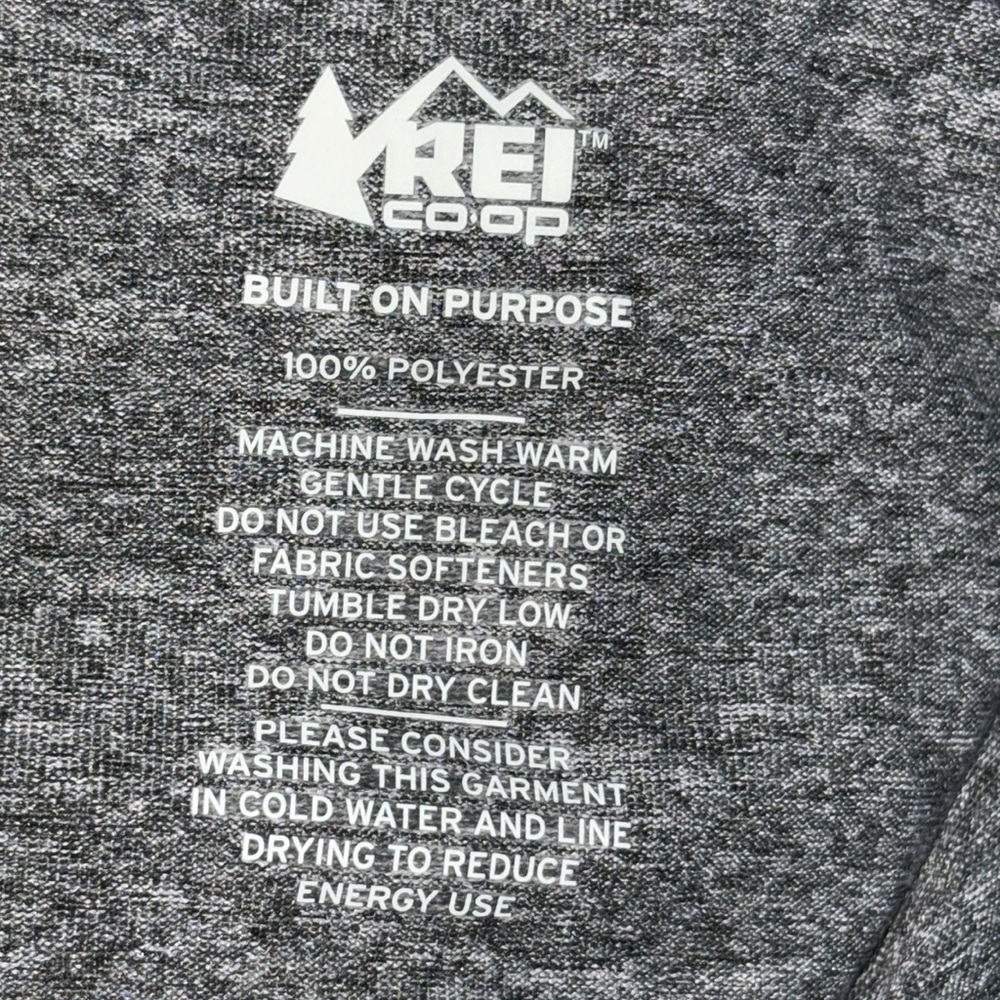 REI™
CO·OP
BUILT ON PURPOSE
100% POLYESTER
MACHINE WASH WARM
GENTLE CYCLE
DO NOT USE BLEACH OR
FABRIC SOFTENERS
TUMBLE DRY LOW
DO NOT IRON
DO NOT DRY CLEAN
PLEASE CONSIDER
WASHING THIS GARMENT
IN COLD WATER AND LINE
DRYING TO REDUCE
ENERGY USE